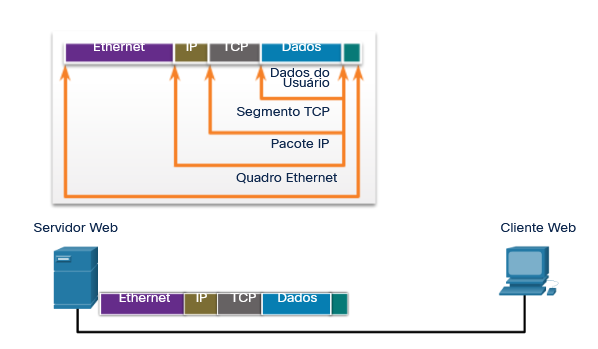 Ethernet IP TCP Dados
Dados do
Usuário
Segmento TCP
Pacote IP
Quadro Ethernet
Servidor Web
Cliente Web
Ethernet IP TCP Dados